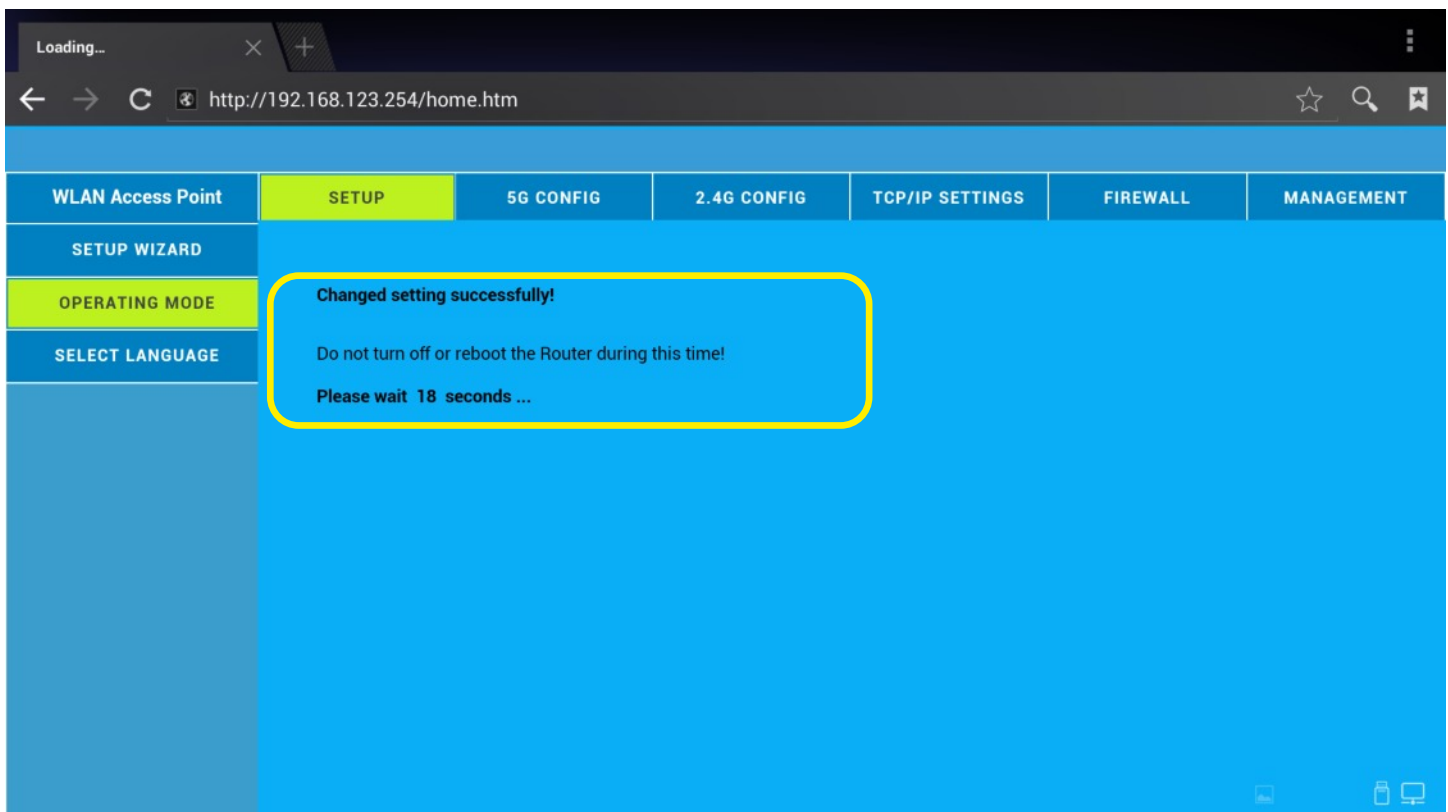 Loading...
http://192.168.123.254/home.htm
WLAN Access Point
SETUP
5G CONFIG
2.4G CONFIG
TCP/IP SETTINGS
FIREWALL
MANAGEMENT
SETUP WIZARD
OPERATING MODE
SELECT LANGUAGE
Changed setting successfully!
Do not turn off or reboot the Router during this time!
Please wait 18 seconds ...